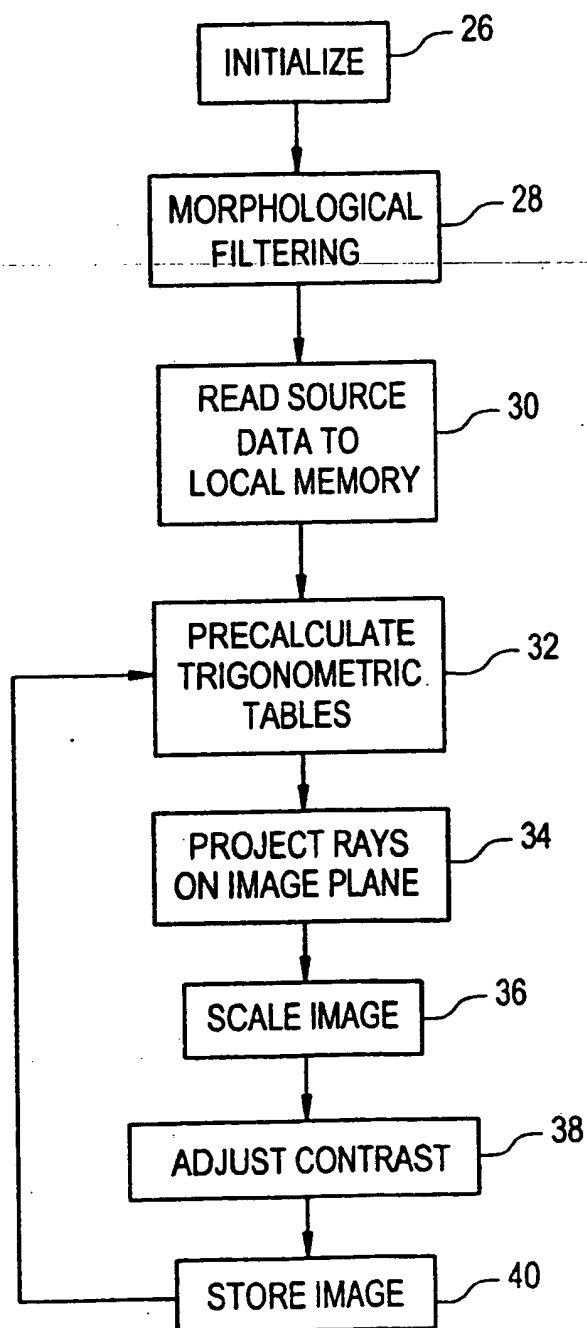 INITIALIZE
26
MORPHOLOGICAL
FILTERING
28
READ SOURCE
DATA TO
LOCAL MEMORY
30
PRECALCULATE
TRIGONOMETRIC
TABLES
32
PROJECT RAYS
ON IMAGE PLANE
34
SCALE IMAGE
36
ADJUST CONTRAST
38
STORE IMAGE
40